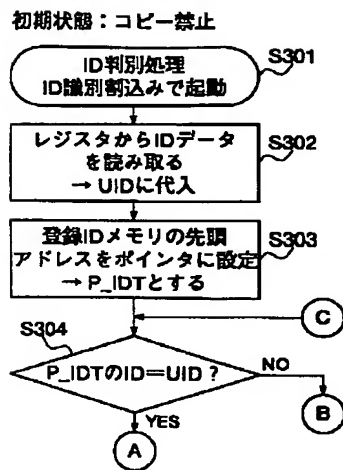 初期状態：コピー禁止
S301
ID判別処理
ID識別割込みで起動
S302
レジスタからIDデータ
を読み取る
→ UIDに代入
S303
登録IDメモリの先頭
アドレスをポインタに設定
→ P_IDTとする
C
S304
P_IDTのID=UID ?
NO
B
YES
A